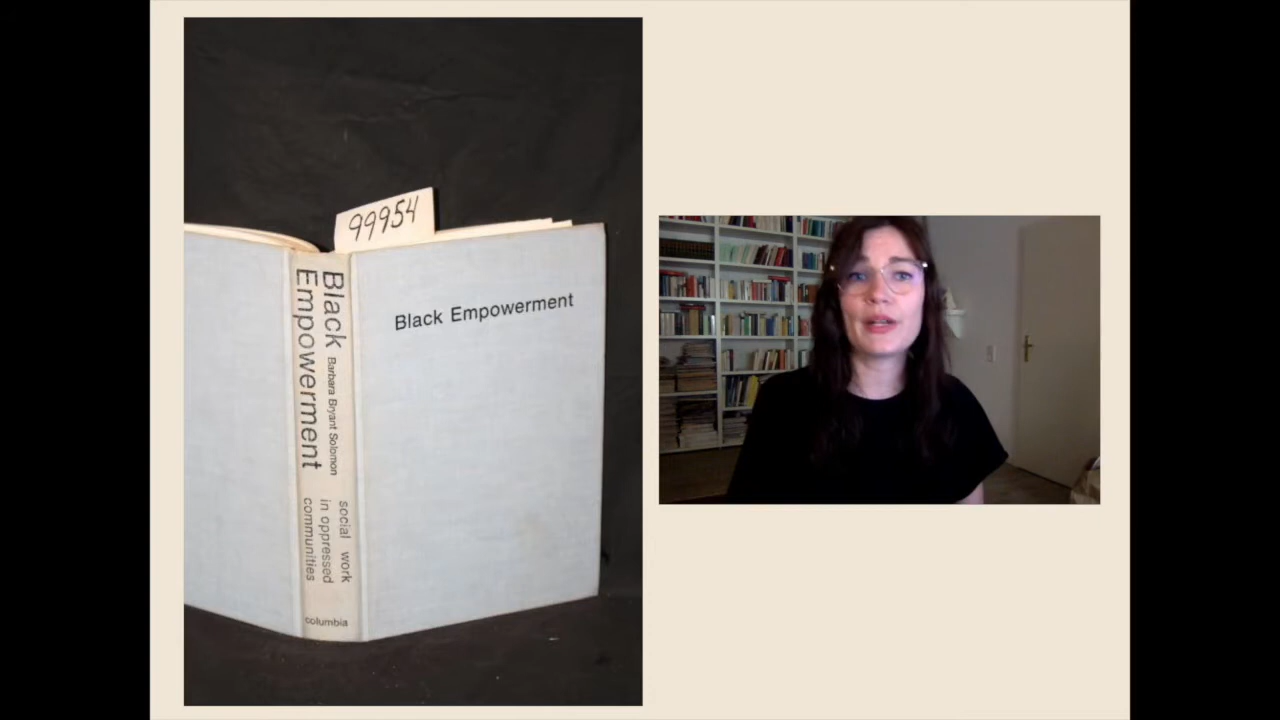 99954
Black Empowerment
Black
Empowerment
Barbara Bryant Solomon
social work
in oppressed
communities
columbia